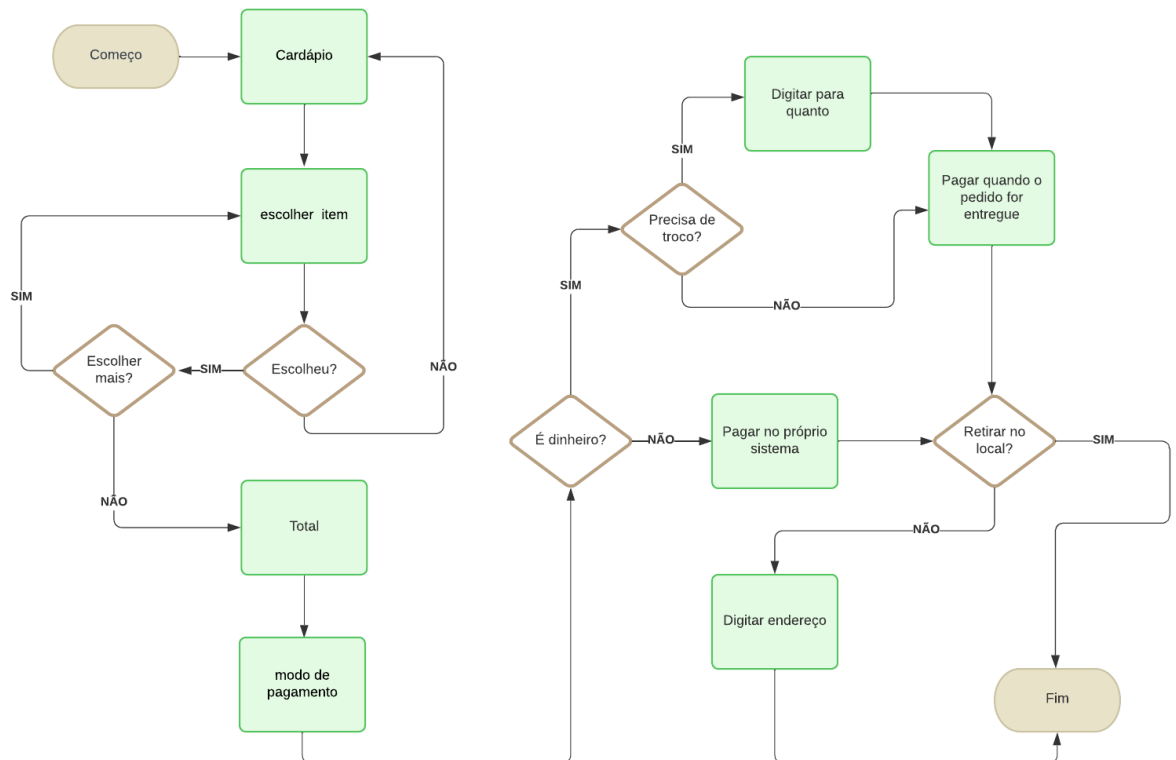 Começo
Cardápio
escolher item
SIM
Escolher
mais?
SIM
Escolheu?
NÃO
NÃO
Total
modo de
pagamento
Digitar para
quanto
SIM
Precisa de
troco?
Pagar quando o
pedido for
entregue
SIM
NÃO
É dinheiro?
NÃO
Pagar no próprio
sistema
Retirar no
local?
SIM
NÃO
Digitar endereço
Fim